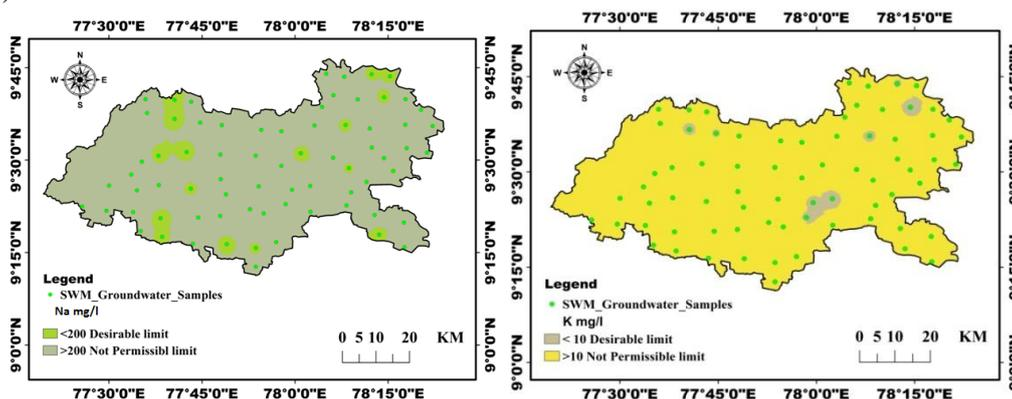 77°30'0"E 77°45'0"E 78°0'0"E 78°15'0"E
9°45'0"N
9°30'0"N
9°15'0"N
9°0'0"N
N
W E
S
Legend
SWM_Groundwater_Samples
Na mg/l
<200 Desirable limit
>200 Not Permissibl limit
0 5 10 20 KM
77°30'0"E 77°45'0"E 78°0'0"E 78°15'0"E
77°30'0"E 77°45'0"E 78°0'0"E 78°15'0"E
9°45'0"N
9°30'0"N
9°15'0"N
9°0'0"N
N
W E
S
Legend
SWM_Groundwater_Samples
K mg/l
< 10 Desirable limit
>10 Not Permissible limit
0 5 10 20 KM
77°30'0"E 77°45'0"E 78°0'0"E 78°15'0"E